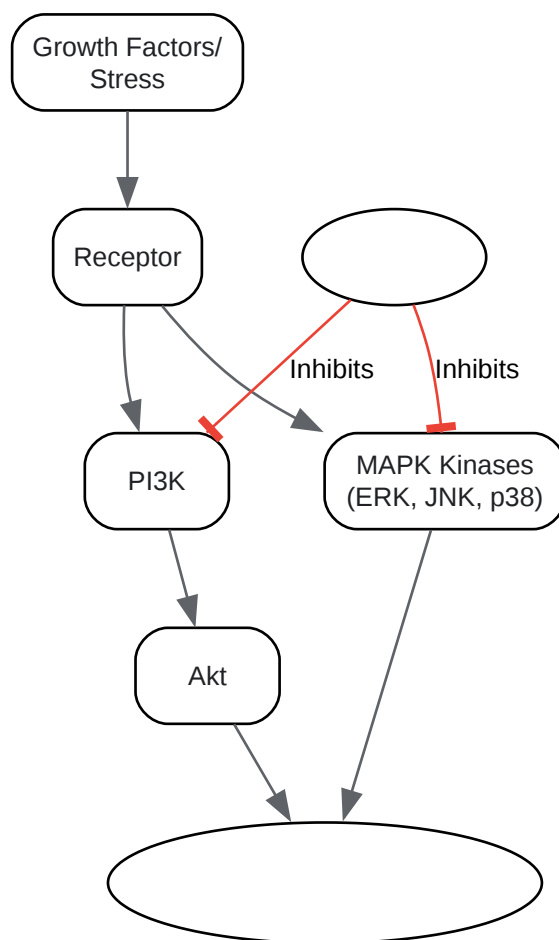 Growth Factors/
Stress
Receptor
Inhibits
Inhibits
PI3K
MAPK Kinases
(ERK, JNK, p38)
Akt